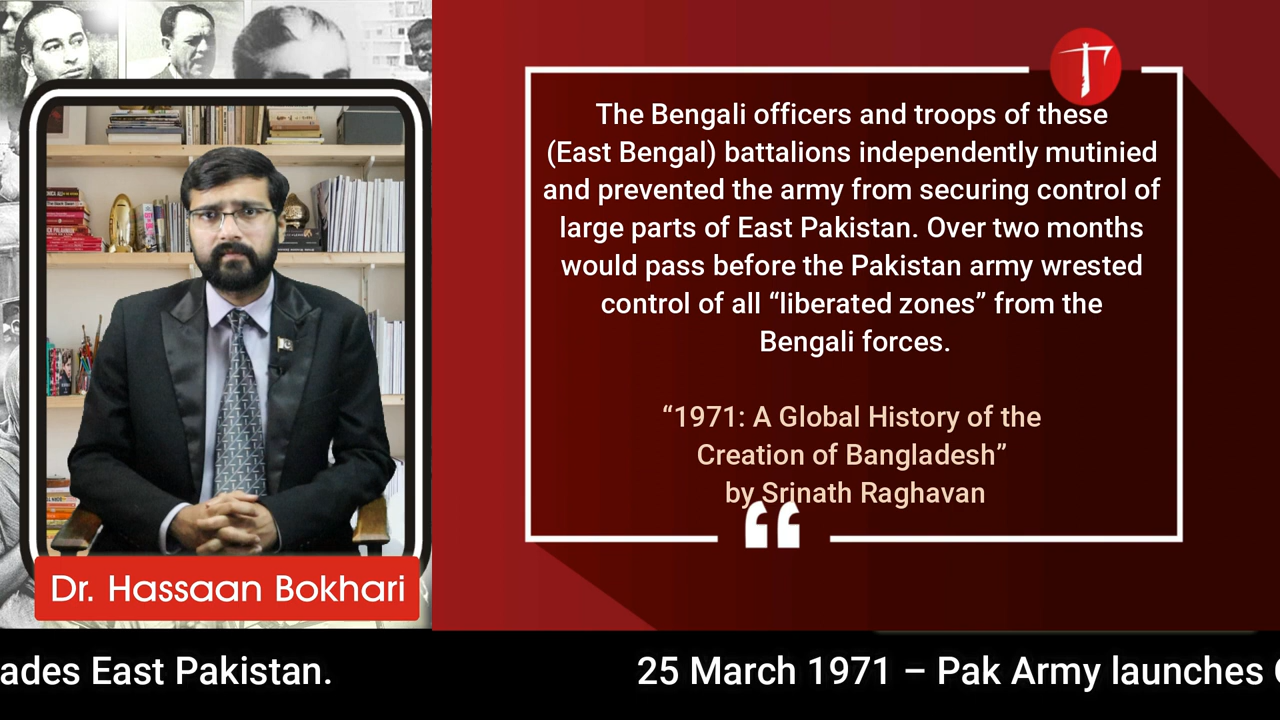 The Bengali officers and troops of these
(East Bengal) battalions independently mutinied
and prevented the army from securing control of
large parts of East Pakistan. Over two months
would pass before the Pakistan army wrested
control of all “liberated zones” from the
Bengali forces.
“1971: A Global History of the
Creation of Bangladesh”
by Srinath Raghavan
Dr. Hassaan Bokhari
ades East Pakistan.
25 March 1971 – Pak Army launches